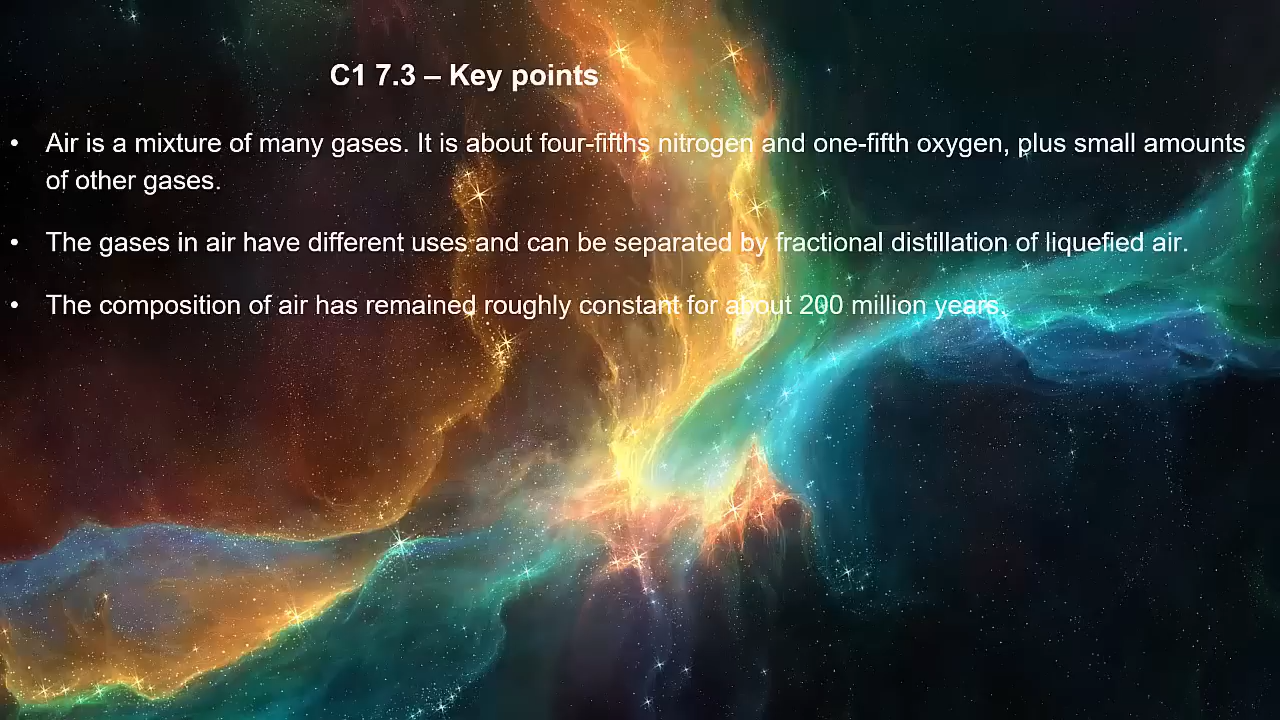 C1 7.3 – Key points
• Air is a mixture of many gases. It is about four-fifths nitrogen and one-fifth oxygen, plus small amounts
of other gases.
• The gases in air have different uses and can be separated by fractional distillation of liquefied air.
• The composition of air has remained roughly constant for about 200 million years.